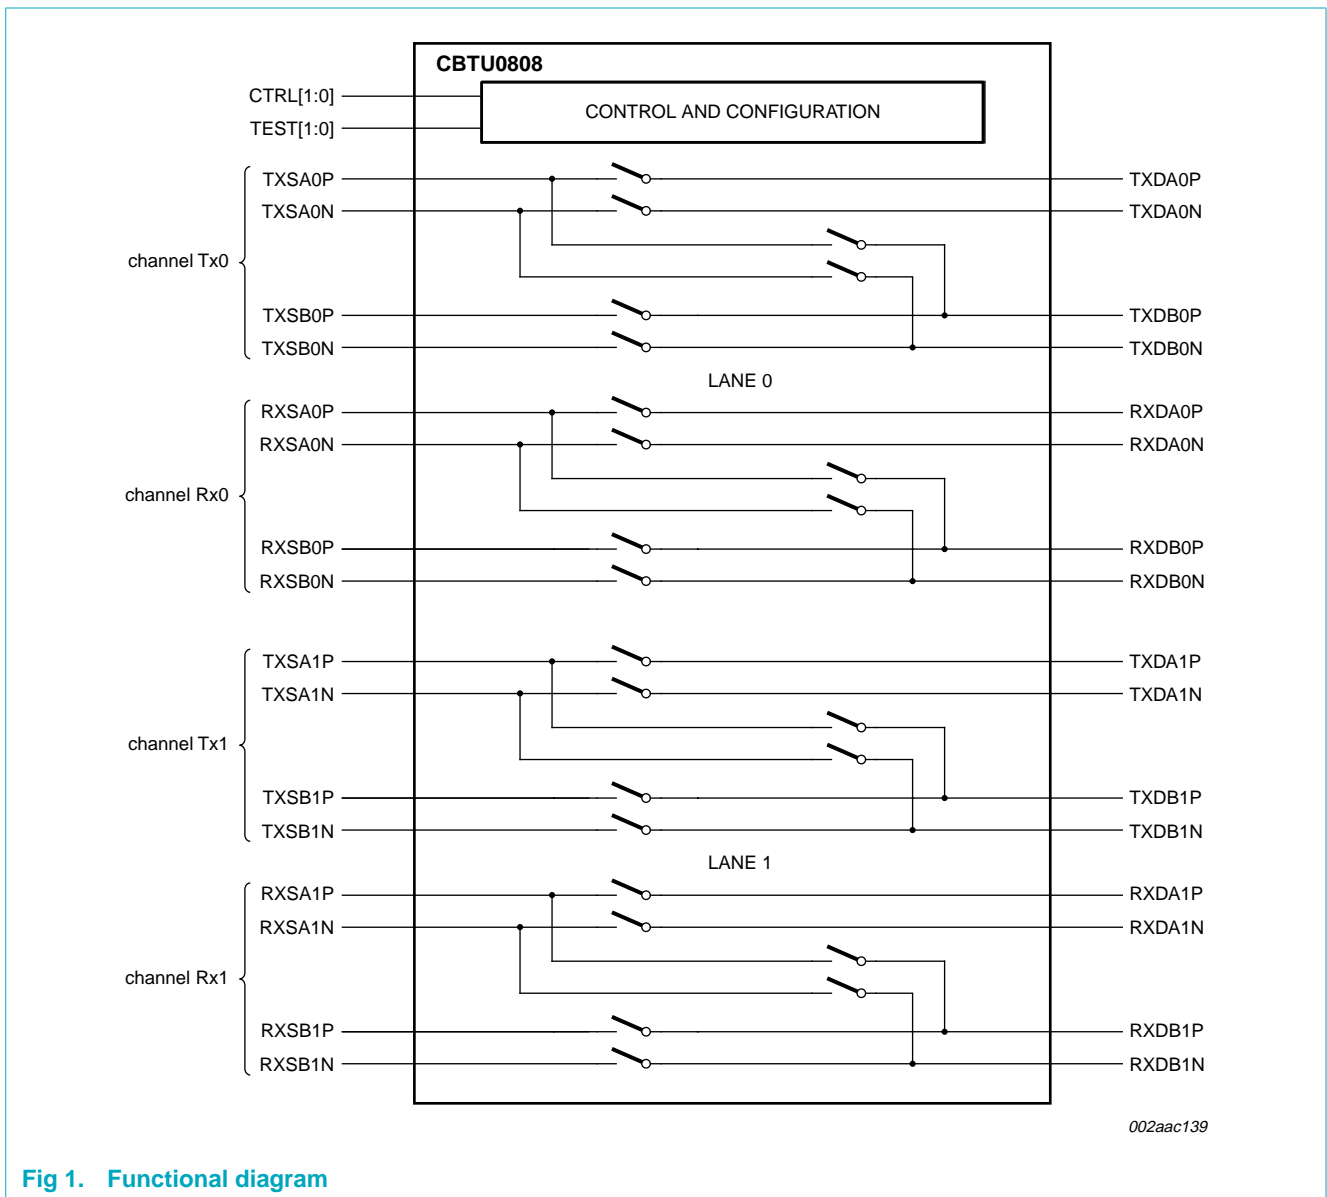 CBTU0808
CTRL[1:0]
TEST[1:0]
CONTROL AND CONFIGURATION
TXSA0P
TXDA0P
TXSA0N
TXDA0N
channel Tx0
TXSB0P
TXDB0P
TXSB0N
TXDB0N
LANE 0
RXSA0P
RXDA0P
RXSA0N
RXDA0N
channel Rx0
RXSB0P
RXDB0P
RXSB0N
RXDB0N
TXSA1P
TXDA1P
TXSA1N
TXDA1N
channel Tx1
TXSB1P
TXDB1P
TXSB1N
TXDB1N
LANE 1
RXSA1P
RXDA1P
RXSA1N
RXDA1N
channel Rx1
RXSB1P
RXDB1P
RXSB1N
RXDB1N
002aac139
Fig 1. Functional diagram